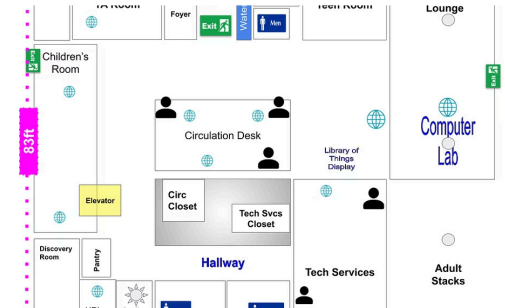 YA Room
Foyer
Exit
Water
Men
Teen Room
Lounge
Exit
Children's
Room
Exit
83ft
Circulation Desk
Computer
Lab
Library of
Things
Display
Elevator
Circ
Closet
Tech Svcs
Closet
Discovery
Room
Pantry
Hallway
Tech Services
Adult
Stacks